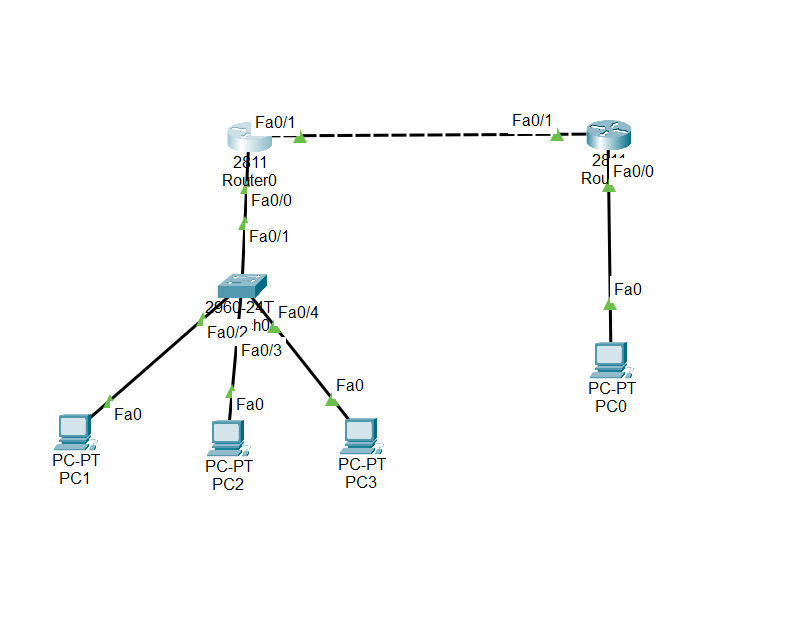 Fa0/1
Fa0/1
2811
Router0
Fa0/0
Fa0/0
Fa0/1
Fa0
Fa0/4
Fa0/2
Fa0/3
Fa0
Fa0
Fa0
PC-PT
PC0
PC-PT
PC1
PC-PT
PC2
PC-PT
PC3